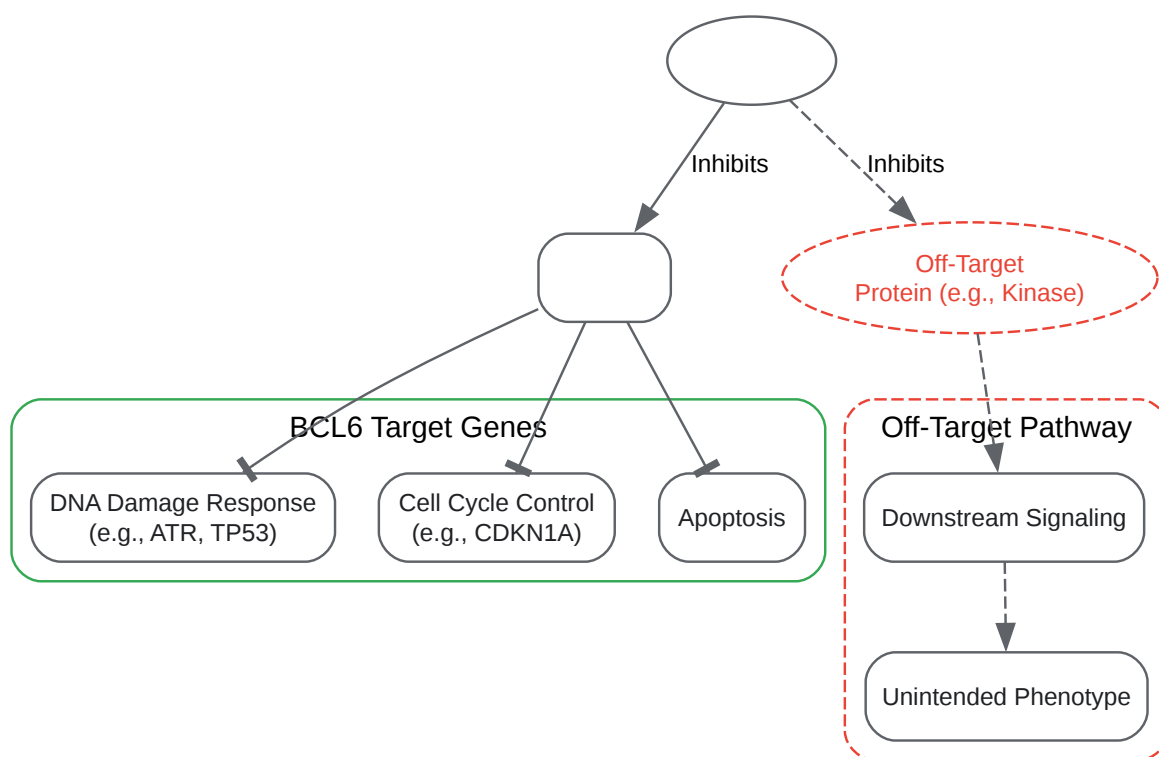 Inhibits
Inhibits
Off-Target
Protein (e.g., Kinase)
BCL6 Target Genes
Off-Target Pathway
DNA Damage Response
(e.g., ATR, TP53)
Cell Cycle Control
(e.g., CDKN1A)
Apoptosis
Downstream Signaling
Unintended Phenotype